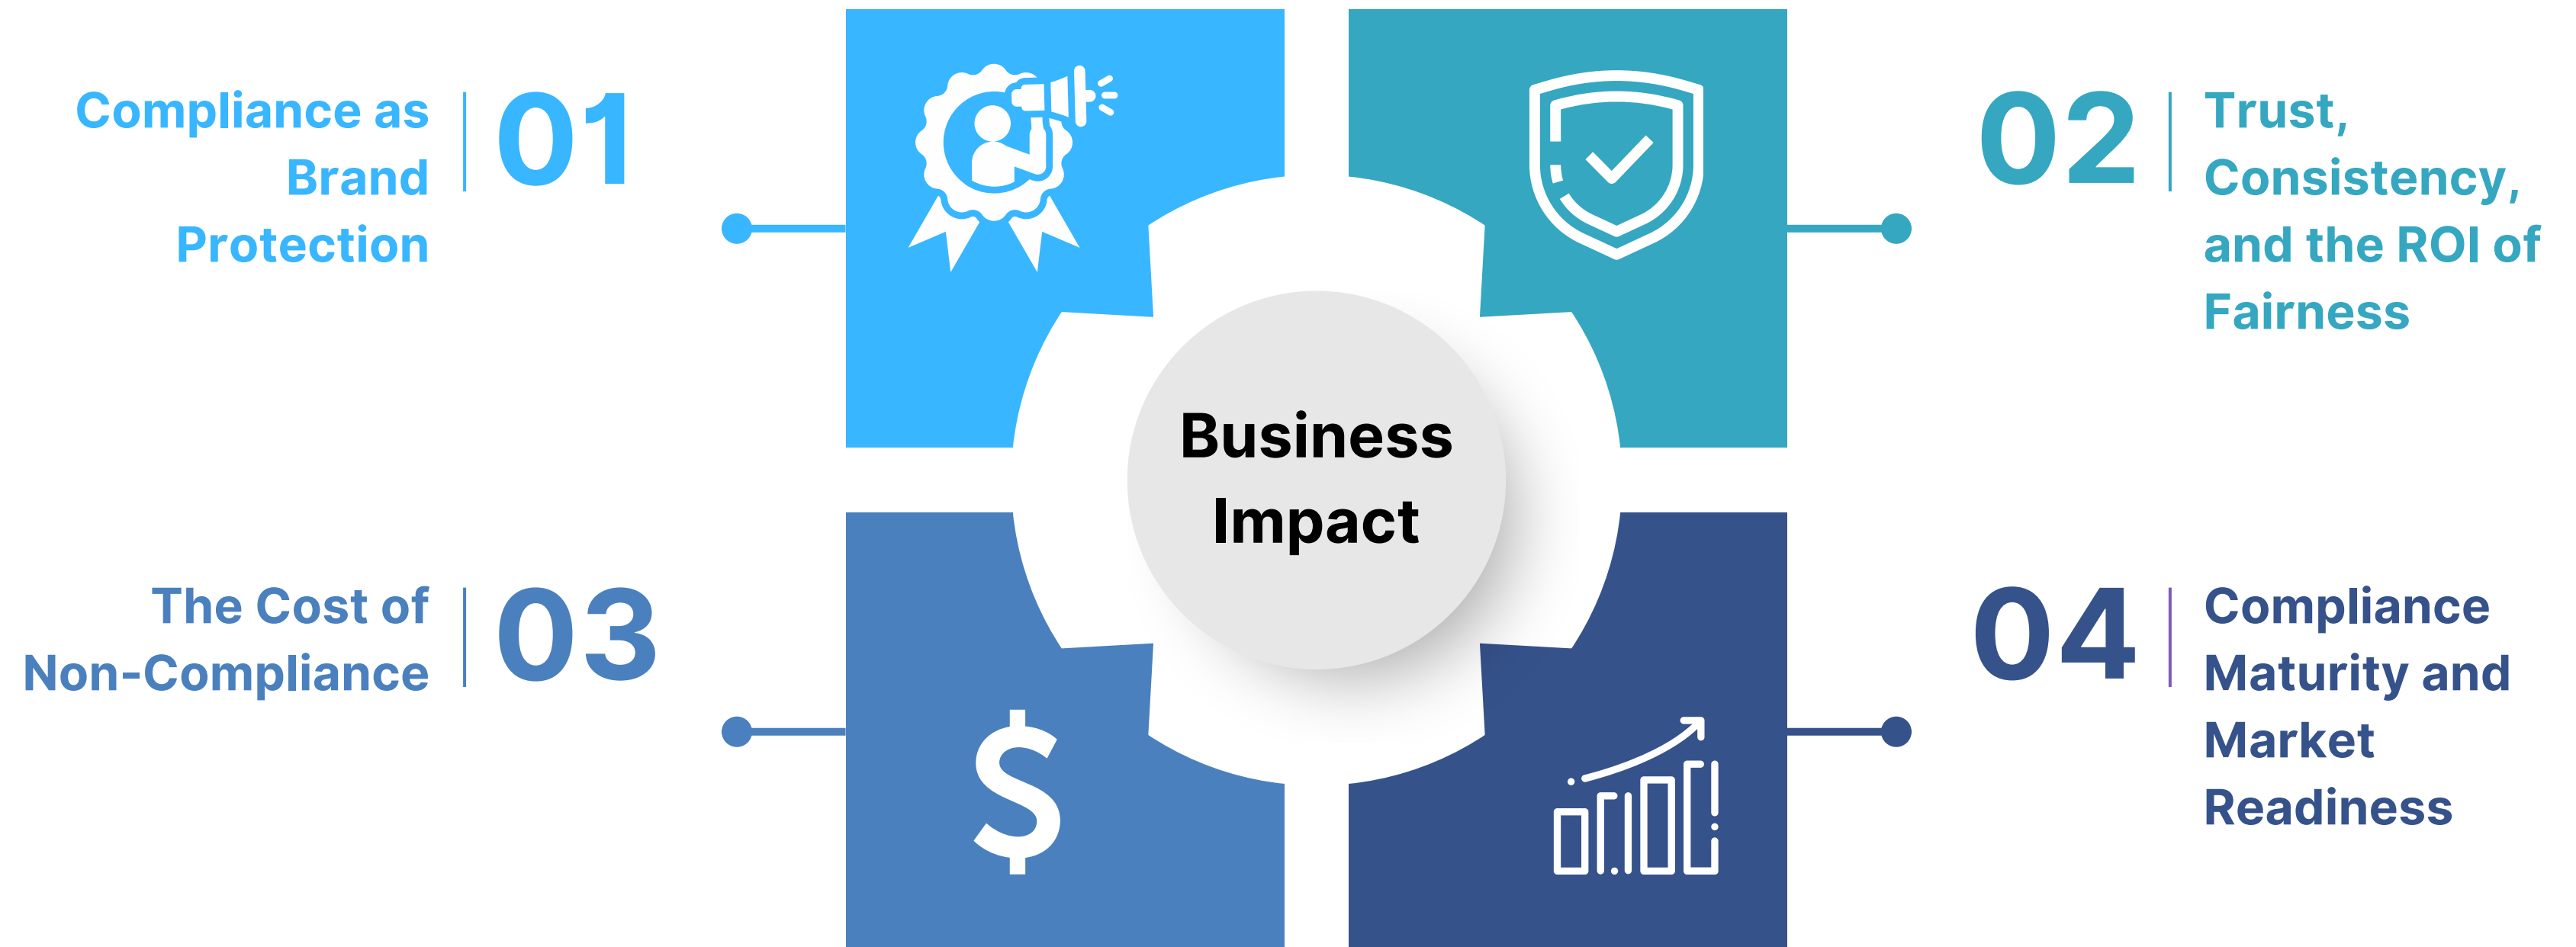 Compliance as
Brand
Protection
01
02
Trust,
Consistency,
and the ROI of
Fairness
Business
Impact
The Cost of
Non-Compliance
03
$
04
Compliance
Maturity and
Market
Readiness